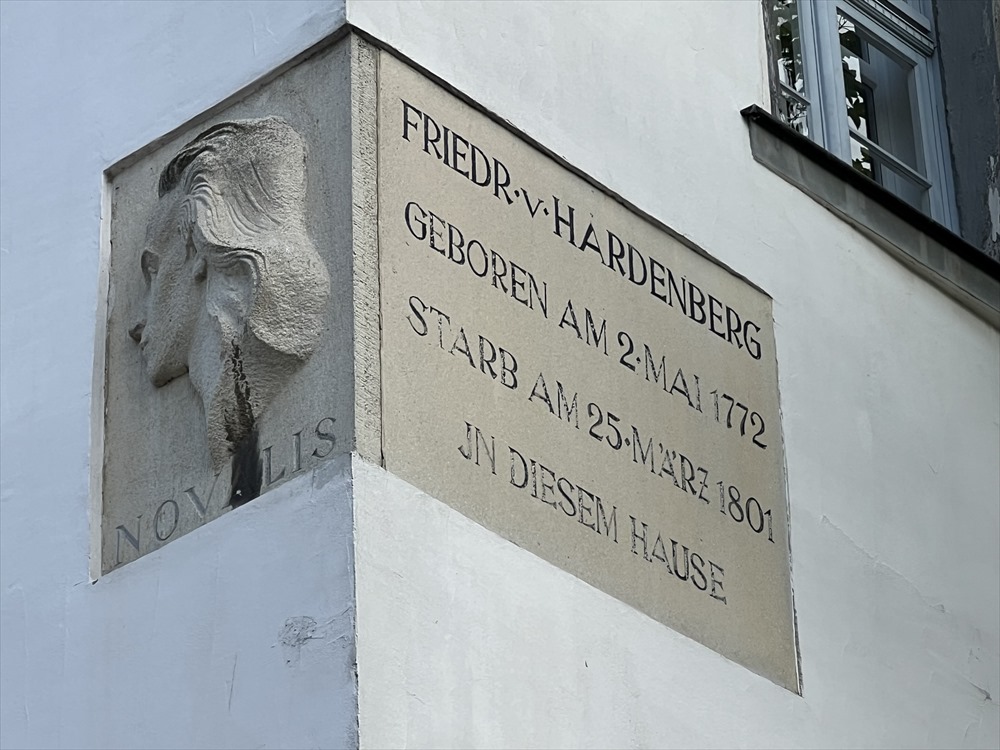 NOVALIS
FRIEDR·V·HARDENBERG
GEBOREN AM 2·MAI 1772
STARB AM 25·MÄRZ 1801
JN DIESEM HAUSE